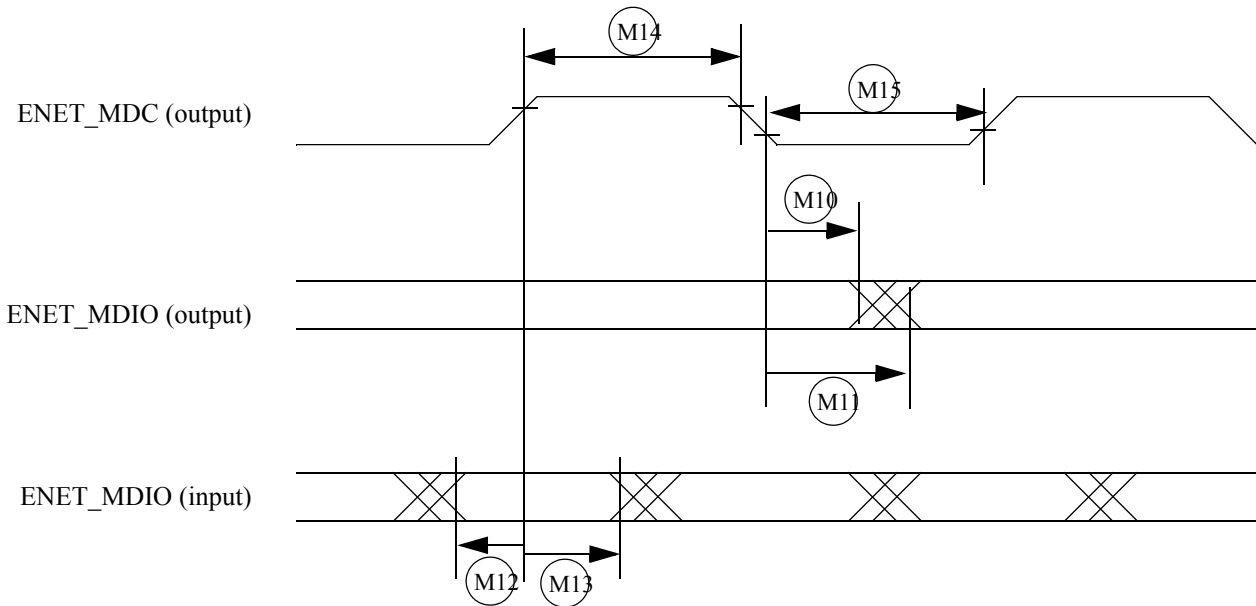 M14
ENET_MDC (output)
M15
M10
ENET_MDIO (output)
M11
ENET_MDIO (input)
M12
M13